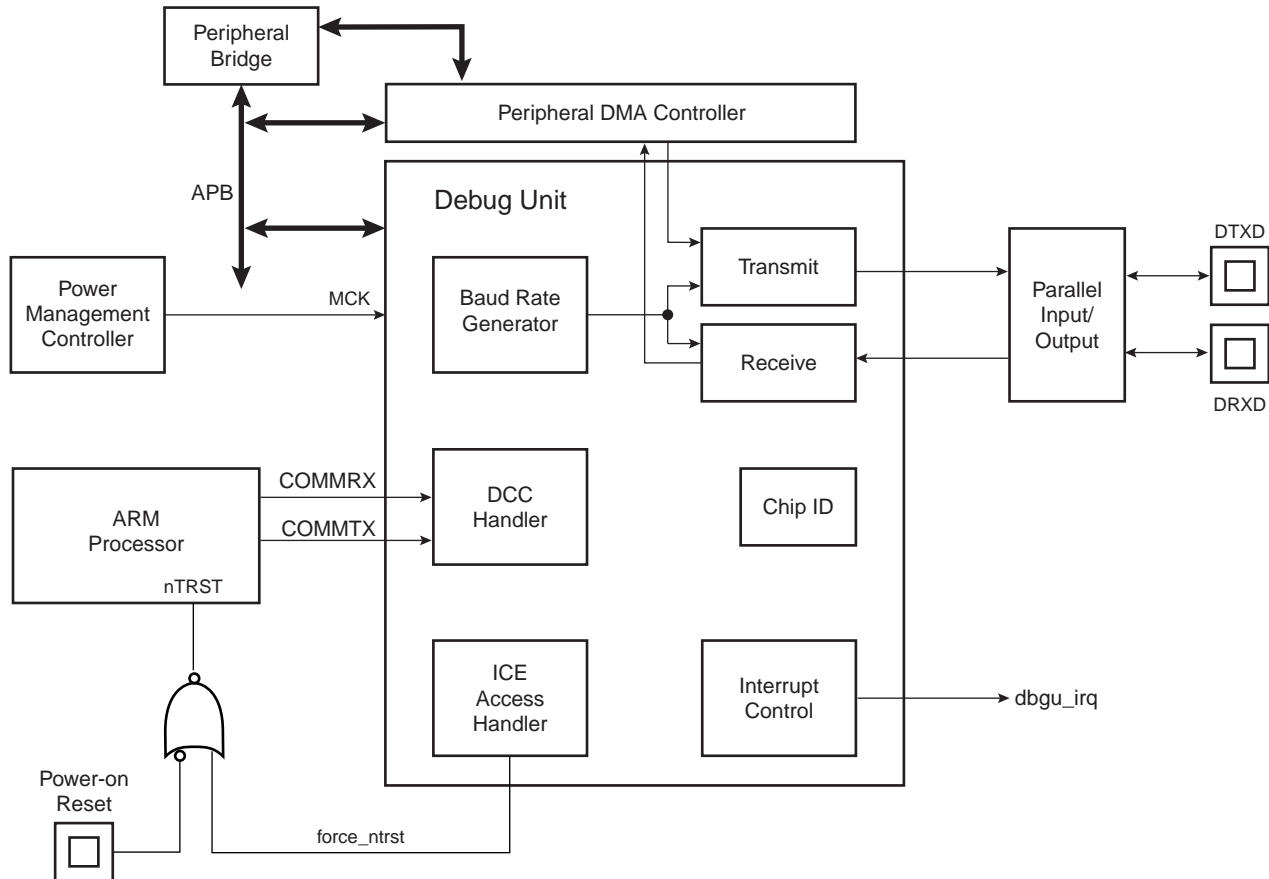 Peripheral
Bridge
Peripheral DMA Controller
APB
Debug Unit
DTXD
Transmit
Power
Management
Controller
MCK
Baud Rate
Generator
Parallel
Input/
Output
Receive
DRXD
COMMRX
ARM
Processor
DCC
Handler
Chip ID
COMMTX
nTRST
ICE
Access
Handler
Interrupt
Control
dbgu_irq
Power-on
Reset
force_ntrst